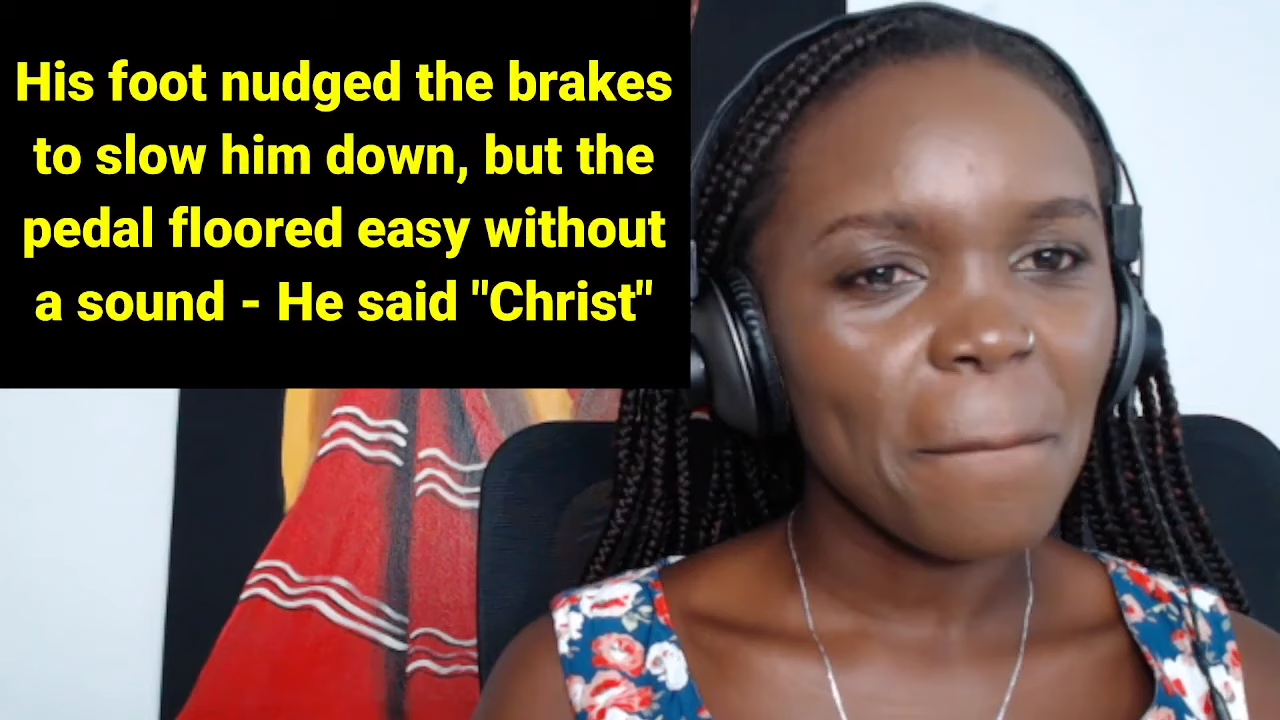 His foot nudged the brakes
to slow him down, but the
pedal floored easy without
a sound - He said "Christ"